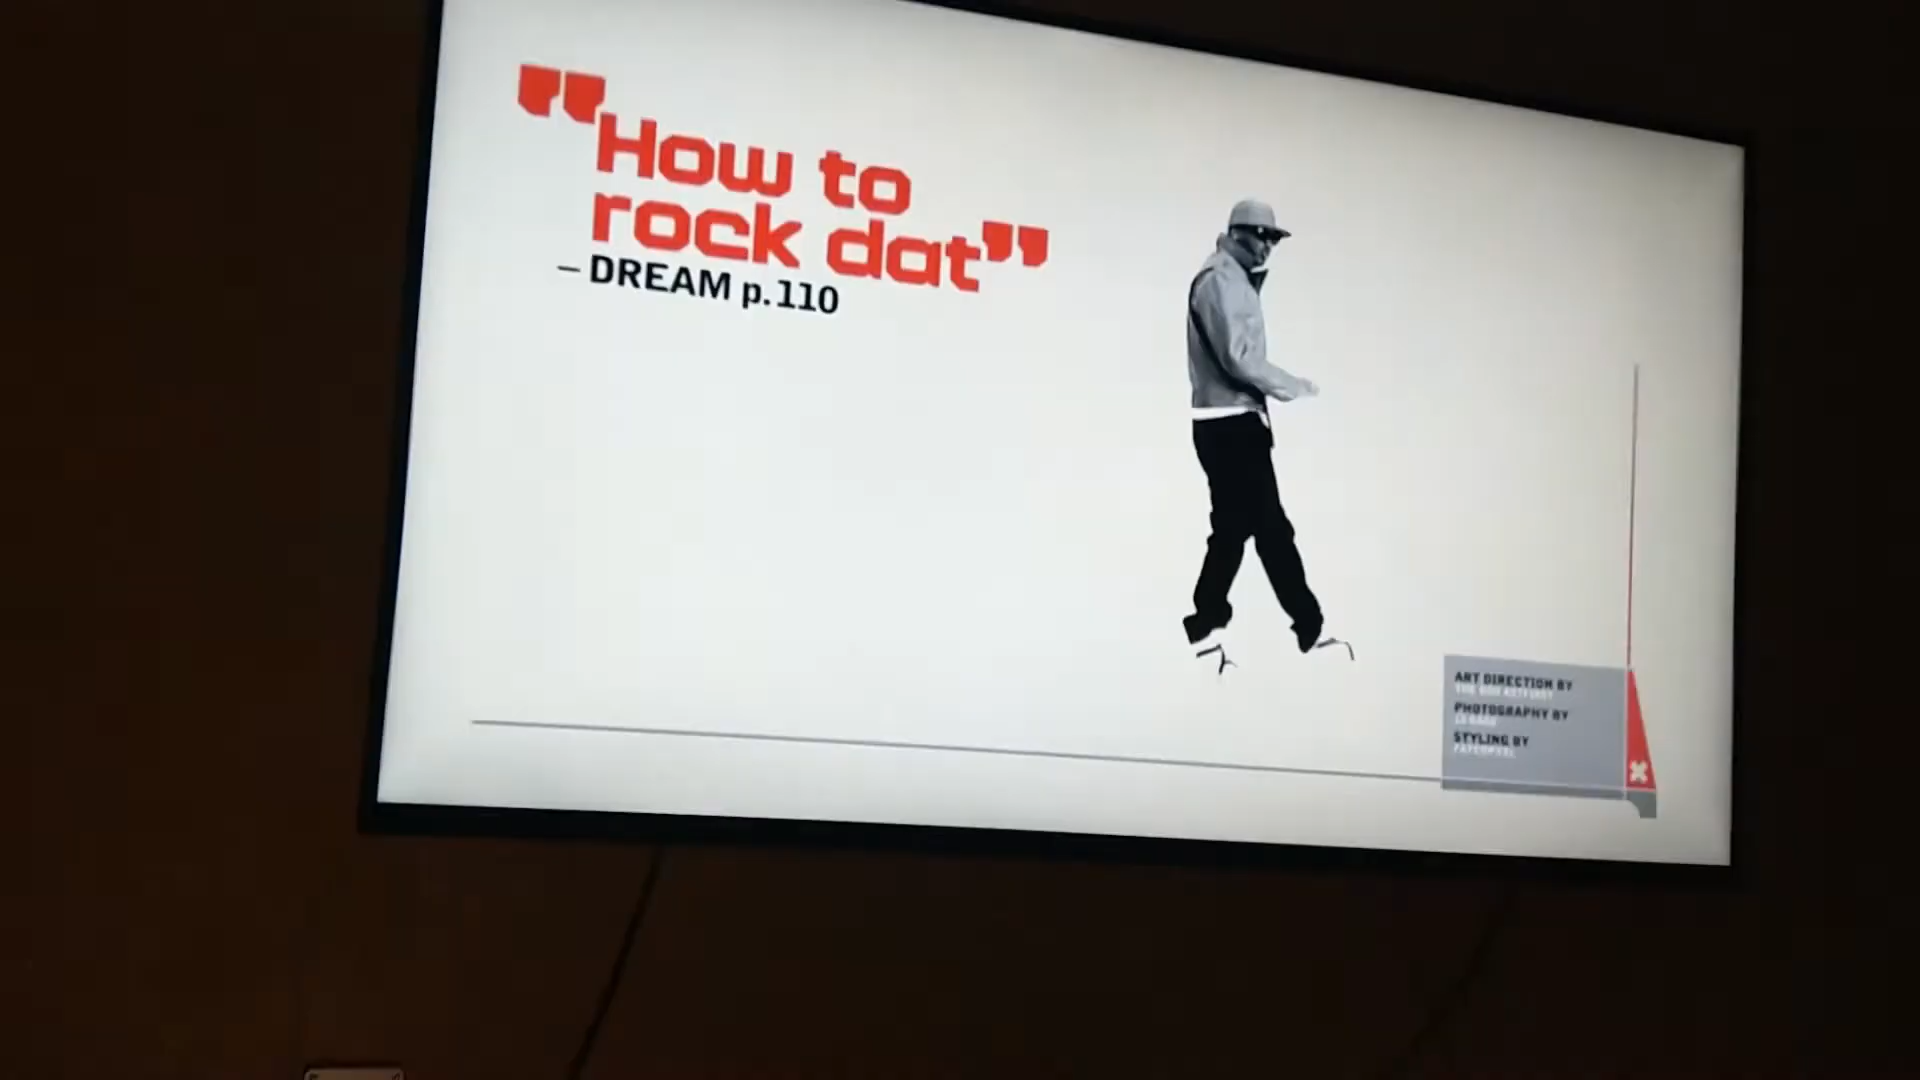 "How to
rock dat"
– DREAM p.110
ART DIRECTION BY
PHOTOGRAPHY BY
STYLING BY